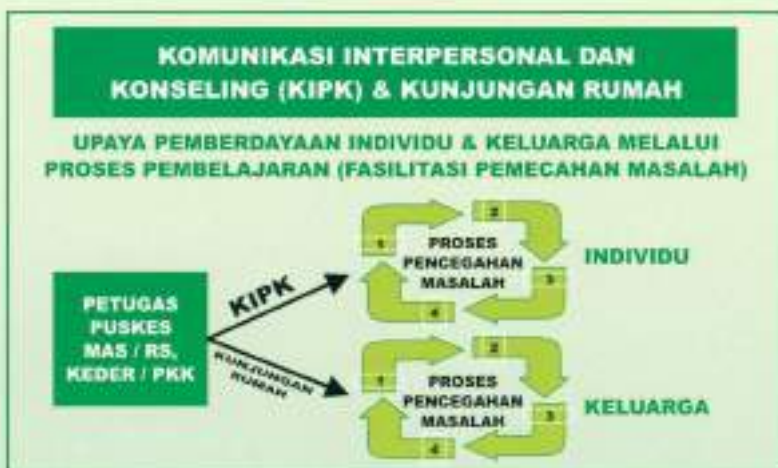 KOMUNIKASI INTERPERSONAL DAN
KONSELING (KIPK) & KUNJUNGAN RUMAH
UPAYA PEMBERDAYAAN INDIVIDU & KELUARGA MELALUI
PROSES PEMBELAJARAN (FASILITASI PEMECAHAN MASALAH)
PETUGAS
PUSKES
MAS / RS,
KEDER / PKK
KIPK
KUNJUNGAN
RUMAH
1
2
3
4
PROSES
PENCEGAHAN
MASALAH
INDIVIDU
1
2
3
4
PROSES
PENCEGAHAN
MASALAH
KELUARGA